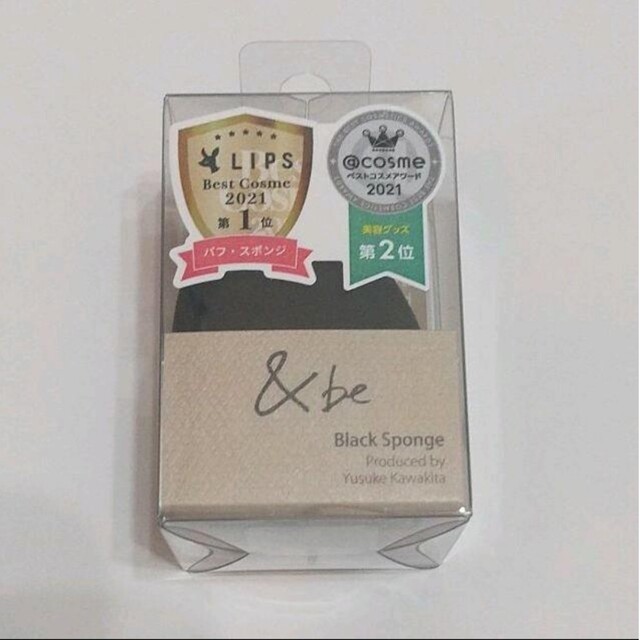 LIPS
Best Cosme
2021
第1位
パフ・スポンジ
@cosme
ベストコスメアワード
2021
美容グッズ
第2位
&be
Black Sponge
Produced by
Yusuke Kawakita